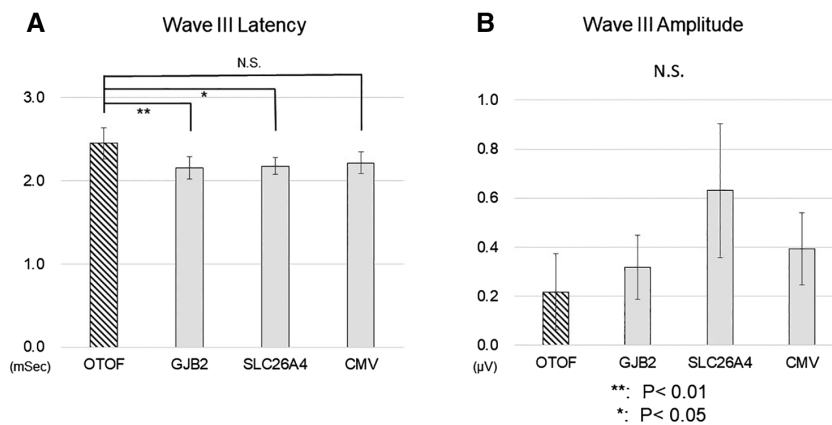 A
Wave III Latency
N.S.
*
**
3.0
2.0
1.0
0.0
(mSec)
OTOF
GJB2
SLC26A4
CMV
B
Wave III Amplitude
N.S.
1.0
0.8
0.6
0.4
0.2
0.0
(μV)
OTOF
GJB2
SLC26A4
CMV
**: P< 0.01
*: P< 0.05